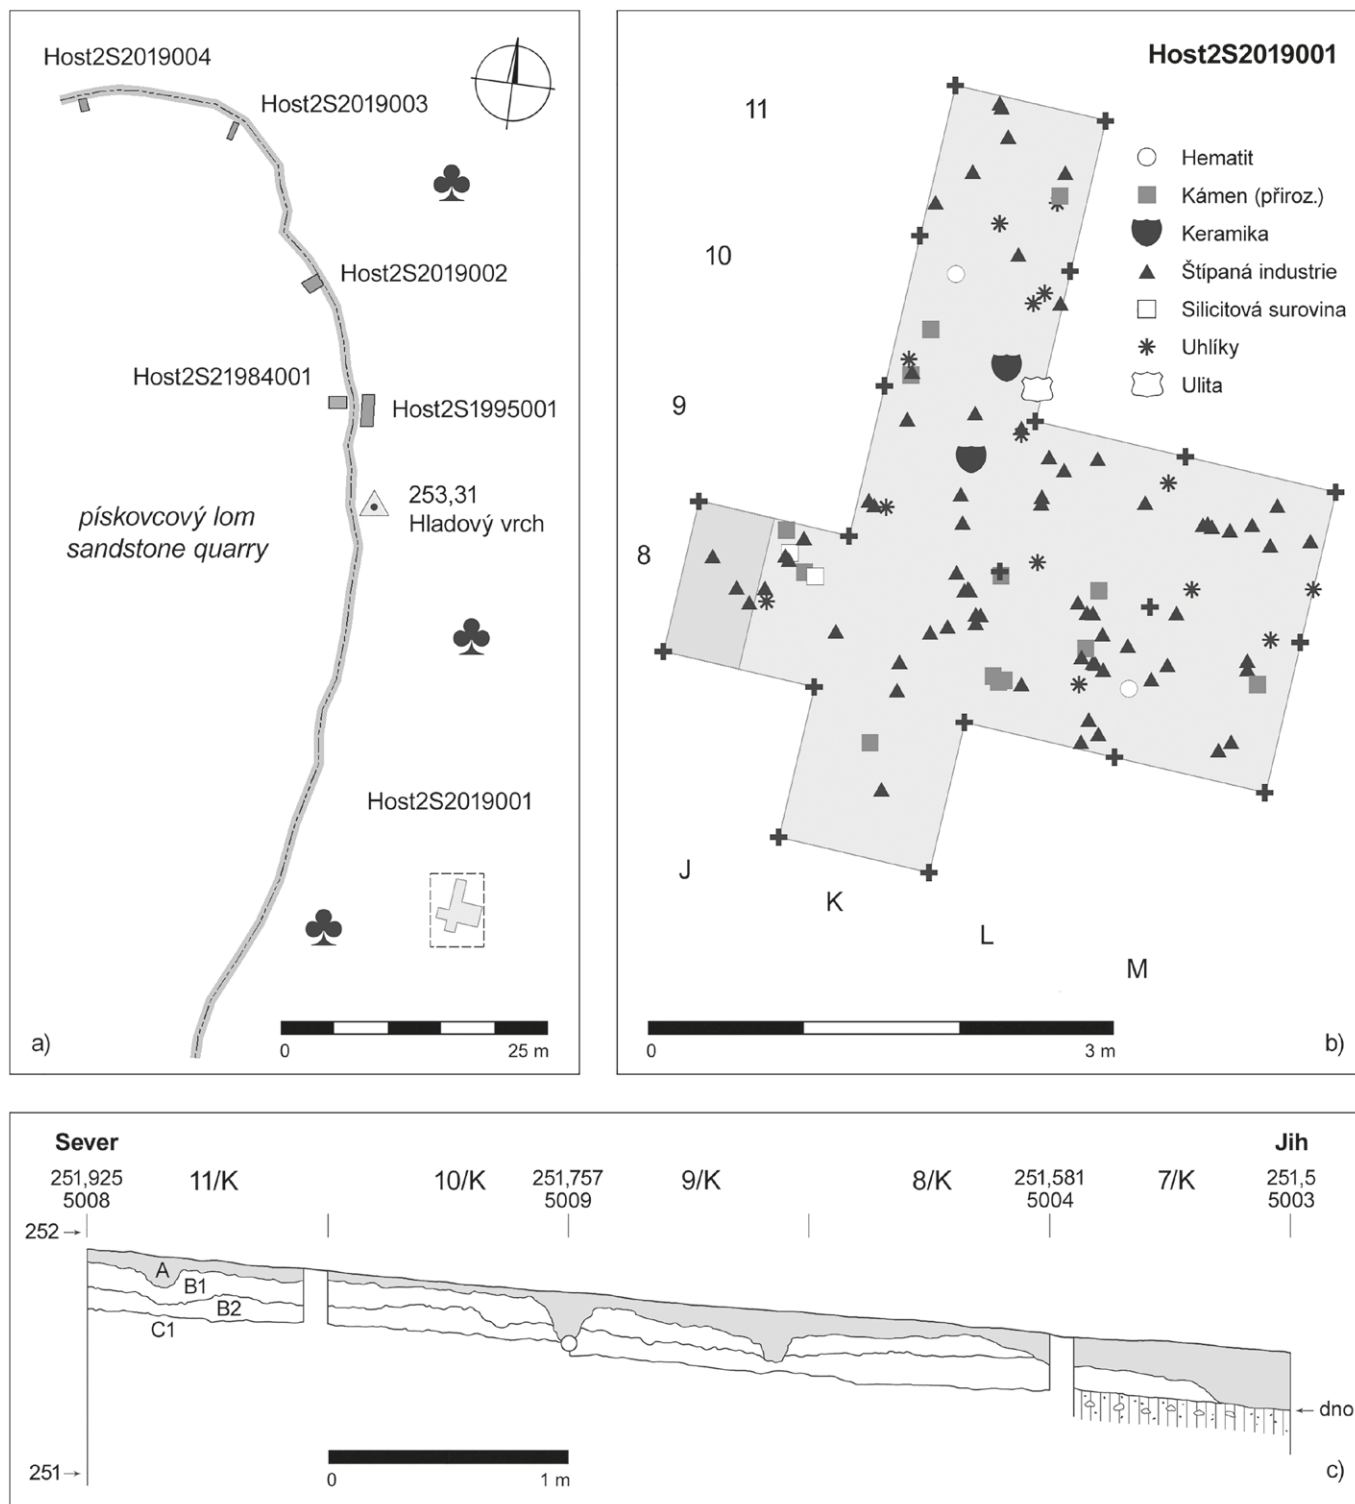 Host2S2019004
Host2S2019003
Host2S2019002
Host2S21984001
Host2S1995001
253,31
Hladový vrch
pískovcový lom
sandstone quarry
Host2S2019001
0
25 m
a)
Host2S2019001
11
10
9
8
J
K
L
M
Hematit
Kámen (přiroz.)
Keramika
Štípaná industrie
Silicitová surovina
Uhlíky
Ulita
0
3 m
b)
Sever
Jih
251,925
5008
11/K
10/K
251,757
5009
9/K
8/K
251,581
5004
7/K
251,5
5003
252
A
B1
B2
C1
dno
251
0
1 m
c)